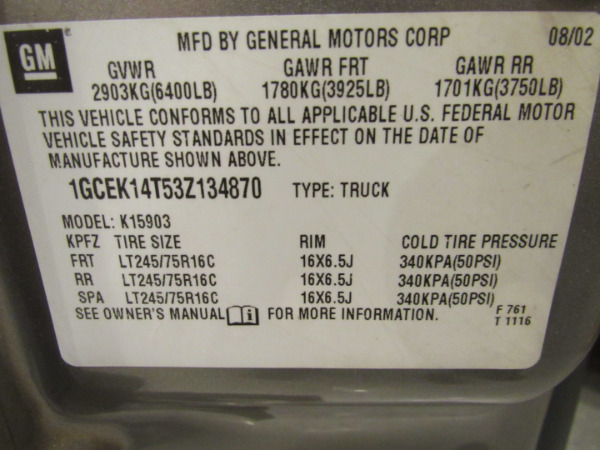 GM ® MFD BY GENERAL MOTORS CORP 08/02
GVWR GAWR FRT GAWR RR
2903KG(6400LB) 1780KG(3925LB) 1701KG(3750LB)
THIS VEHICLE CONFORMS TO ALL APPLICABLE U.S. FEDERAL MOTOR
VEHICLE SAFETY STANDARDS IN EFFECT ON THE DATE OF
MANUFACTURE SHOWN ABOVE.
1GCEK14T53Z134870 TYPE: TRUCK
MODEL: K15903
KPFZ TIRE SIZE RIM COLD TIRE PRESSURE
FRT LT245/75R16C 16X6.5J 340KPA(50PSI)
RR LT245/75R16C 16X6.5J 340KPA(50PSI)
SPA LT245/75R16C 16X6.5J 340KPA(50PSI)
SEE OWNER'S MANUAL i FOR MORE INFORMATION. F 761
T 1116